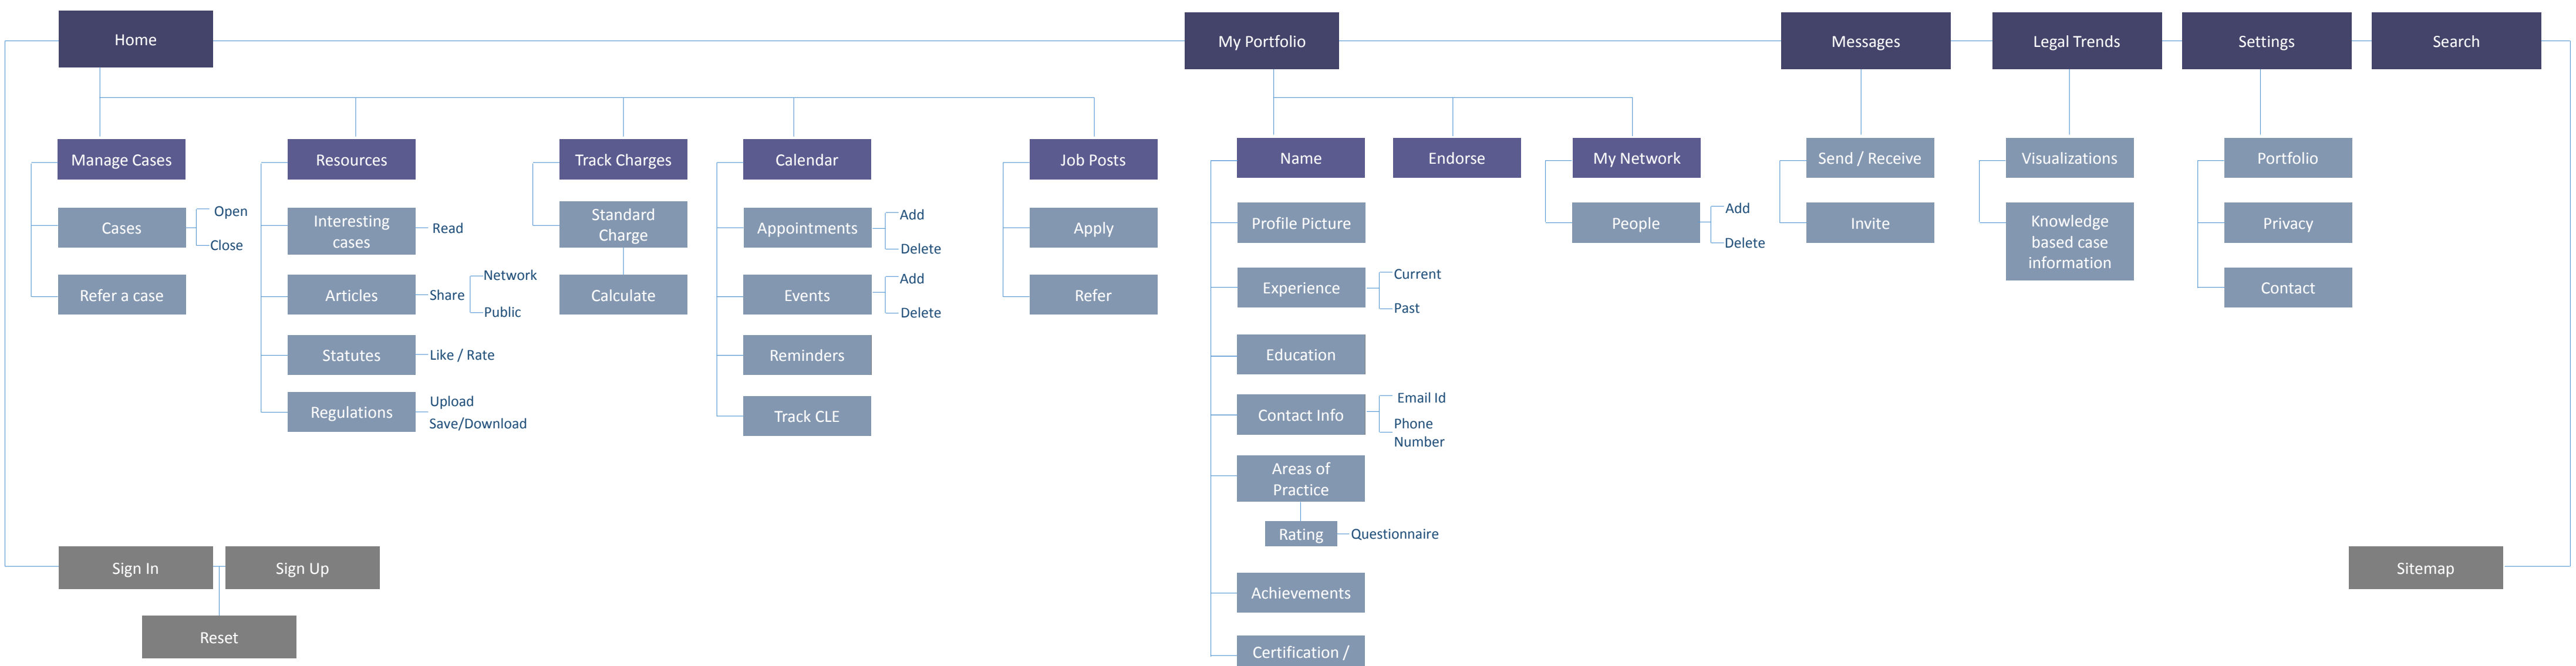 Home
My Portfolio
Messages
Legal Trends
Settings
Search
Manage Cases
Resources
Track Charges
Calendar
Job Posts
Name
Endorse
My Network
Send / Receive
Visualizations
Portfolio
Cases
Open
Close
Refer a case
Interesting
cases
Read
Articles
Share
Network
Public
Statutes
Like / Rate
Regulations
Upload
Save/Download
Standard
Charge
Calculate
Appointments
Add
Delete
Events
Add
Delete
Reminders
Track CLE
Apply
Refer
Profile Picture
Experience
Current
Past
Education
Contact Info
Email Id
Phone
Number
Areas of
Practice
Rating
Questionnaire
Achievements
Certification /
People
Add
Delete
Invite
Knowledge
based case
information
Privacy
Contact
Sign In
Sign Up
Reset
Sitemap